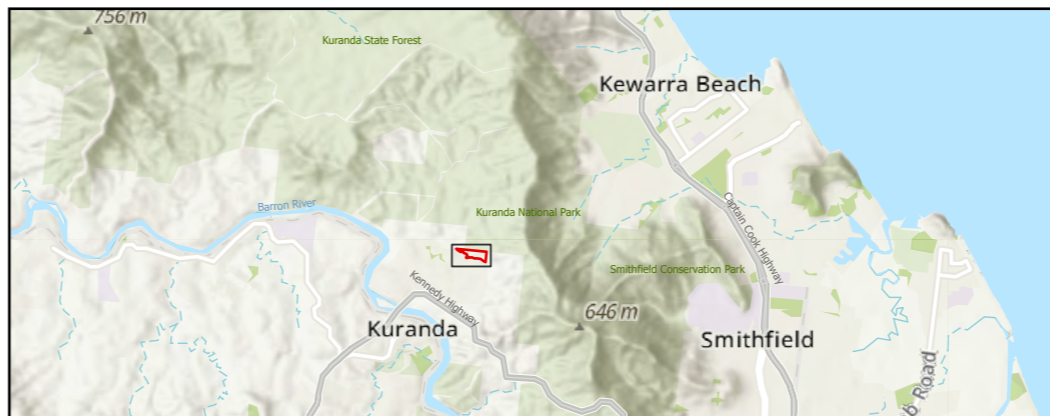 756 m
Kuranda State Forest
Kewarra Beach
Barron River
Kuranda National Park
Captain Cook Highway
Smithfield Conservation Park
Kennedy Highway
646 m
Kuranda
Smithfield
Road